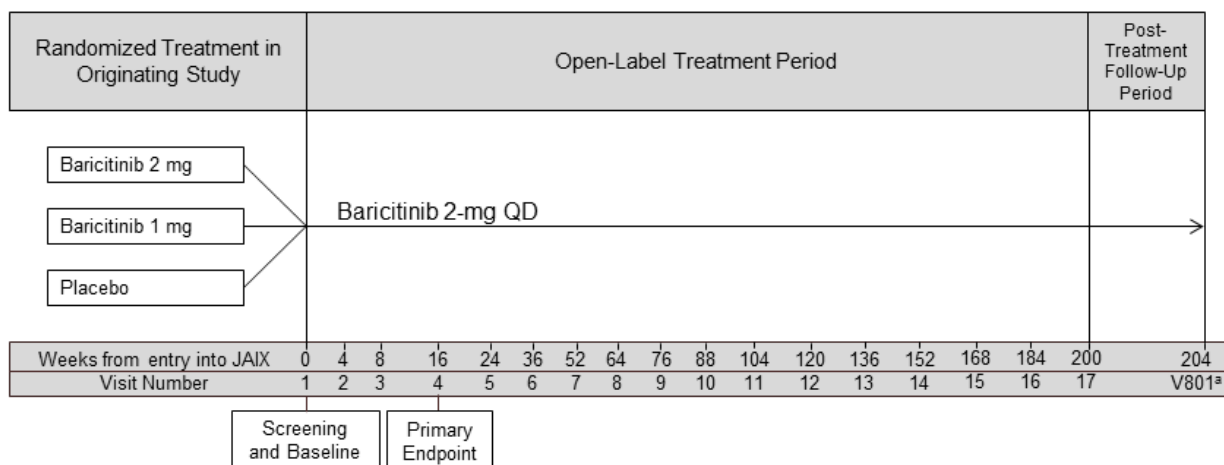 Randomized Treatment in
Originating Study
Open-Label Treatment Period
Post-
Treatment
Follow-Up
Period
Baricitinib 2 mg
Baricitinib 1 mg
Placebo
Baricitinib 2-mg QD
Weeks from entry into JAIX 0 4 8 16 24 36 52 64 76 88 104 120 136 152 168 184 200 204
Visit Number 1 2 3 4 5 6 7 8 9 10 11 12 13 14 15 16 17 V801ª
Screening
and Baseline
Primary
Endpoint